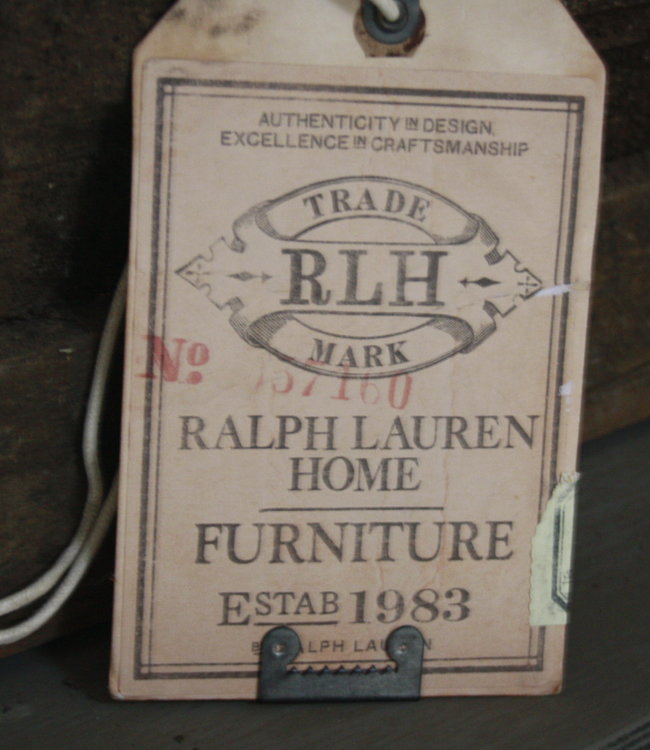 AUTHENTICITY IN DESIGN,
EXCELLENCE IN CRAFTSMANSHIP
TRADE
RLH
MARK
No.
RALPH LAUREN
HOME
FURNITURE
ESTAB 1983